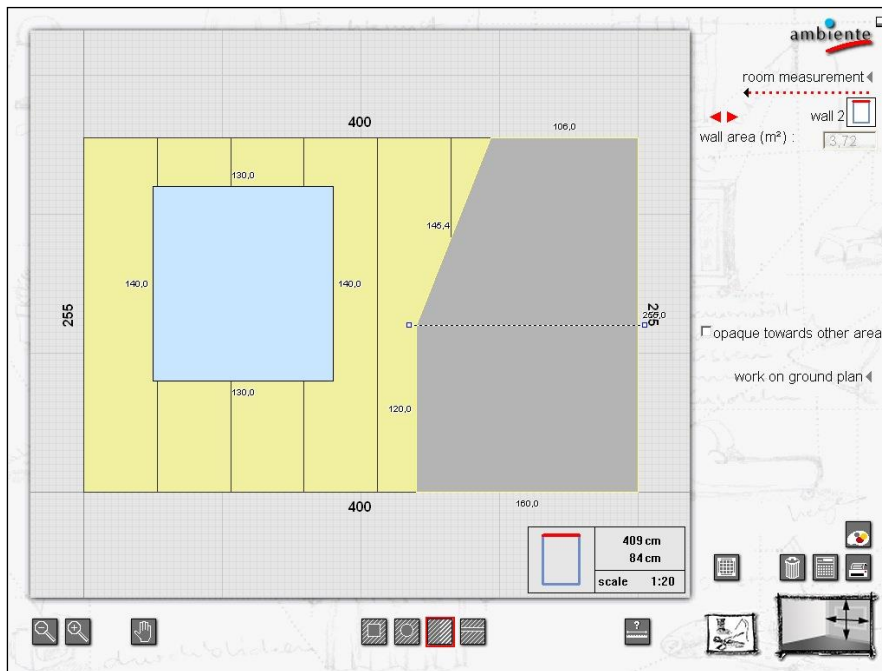 ambiente
room measurement
wall 2
wall area (m²) :
3,72
400
106,0
130,0
145,4
140,0
140,0
255
255
255,0
opaque towards other area
work on ground plan
130,0
120,0
400
160,0
409 cm
84 cm
scale 1:20
?